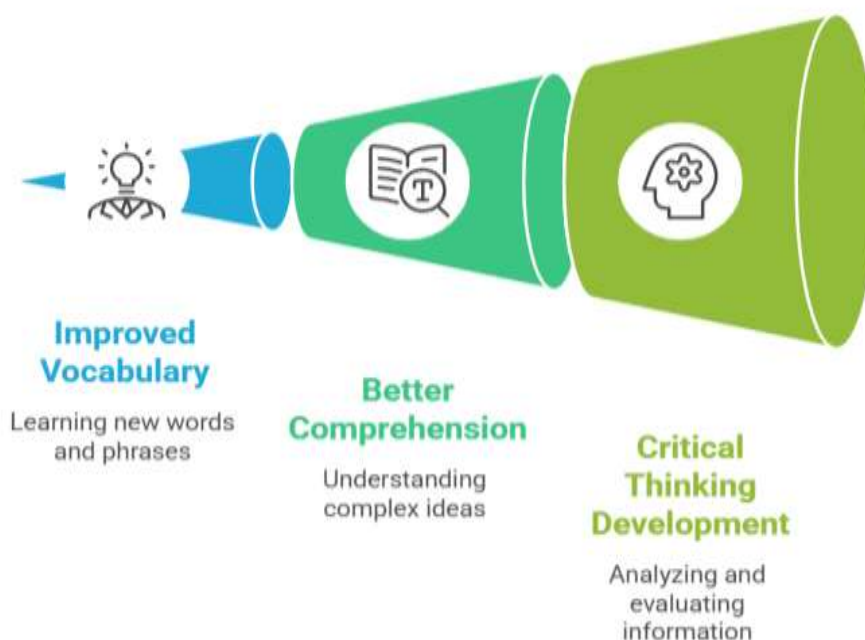 Improved
Vocabulary
Learning new words
and phrases
Better
Comprehension
Understanding
complex ideas
Critical
Thinking
Development
Analyzing and
evaluating
information
T